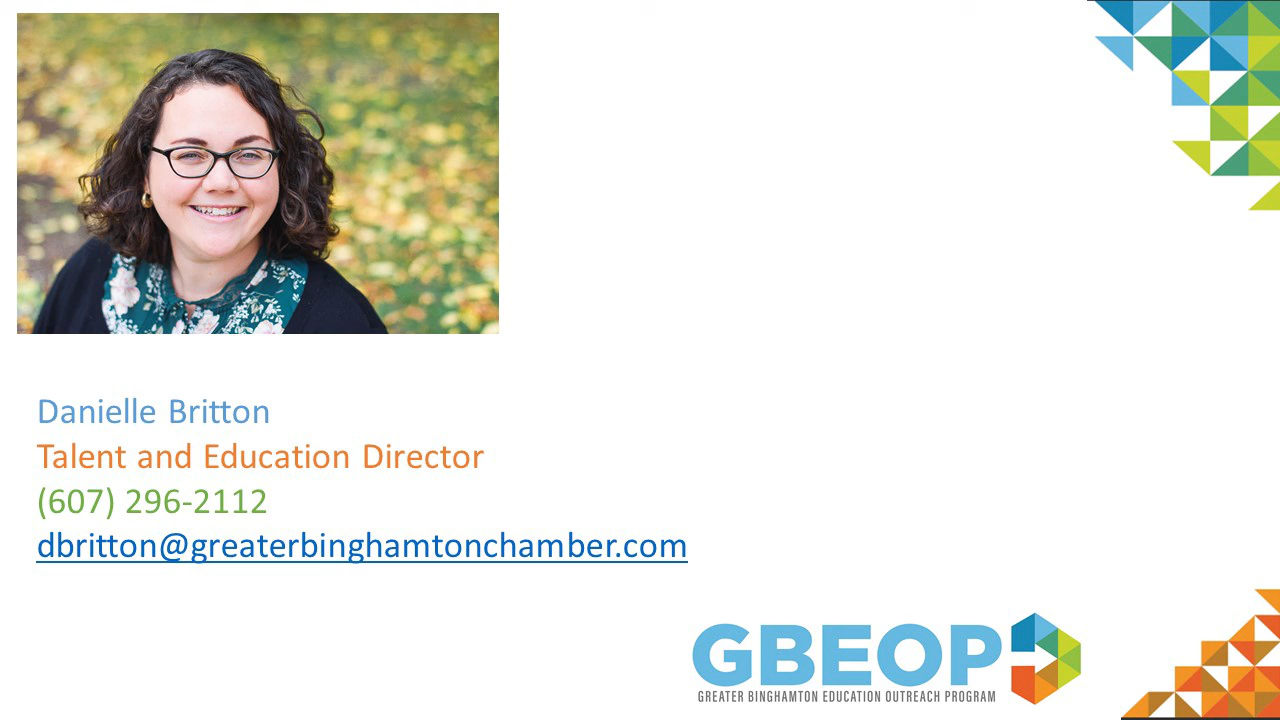 Danielle Britton
Talent and Education Director
(607) 296-2112
dbritton@greaterbinghamtonchamber.com
GBEOP
GREATER BINGHAMTON EDUCATION OUTREACH PROGRAM